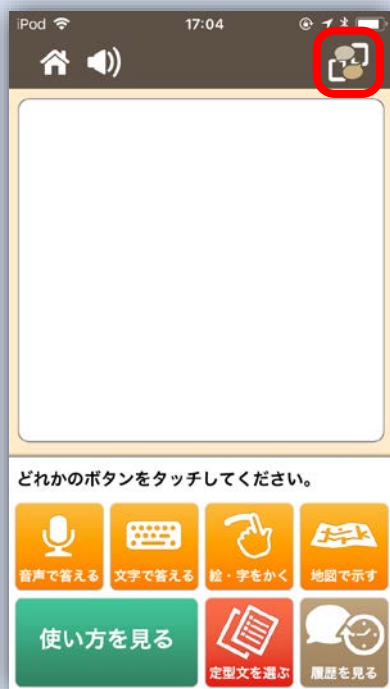 iPod 17:04
どれかのボタンをタッチしてください。
音声で答える 文字で答える 絵・字をかく 地図で示す
使い方を見る 定型文を選ぶ 履歴を見る